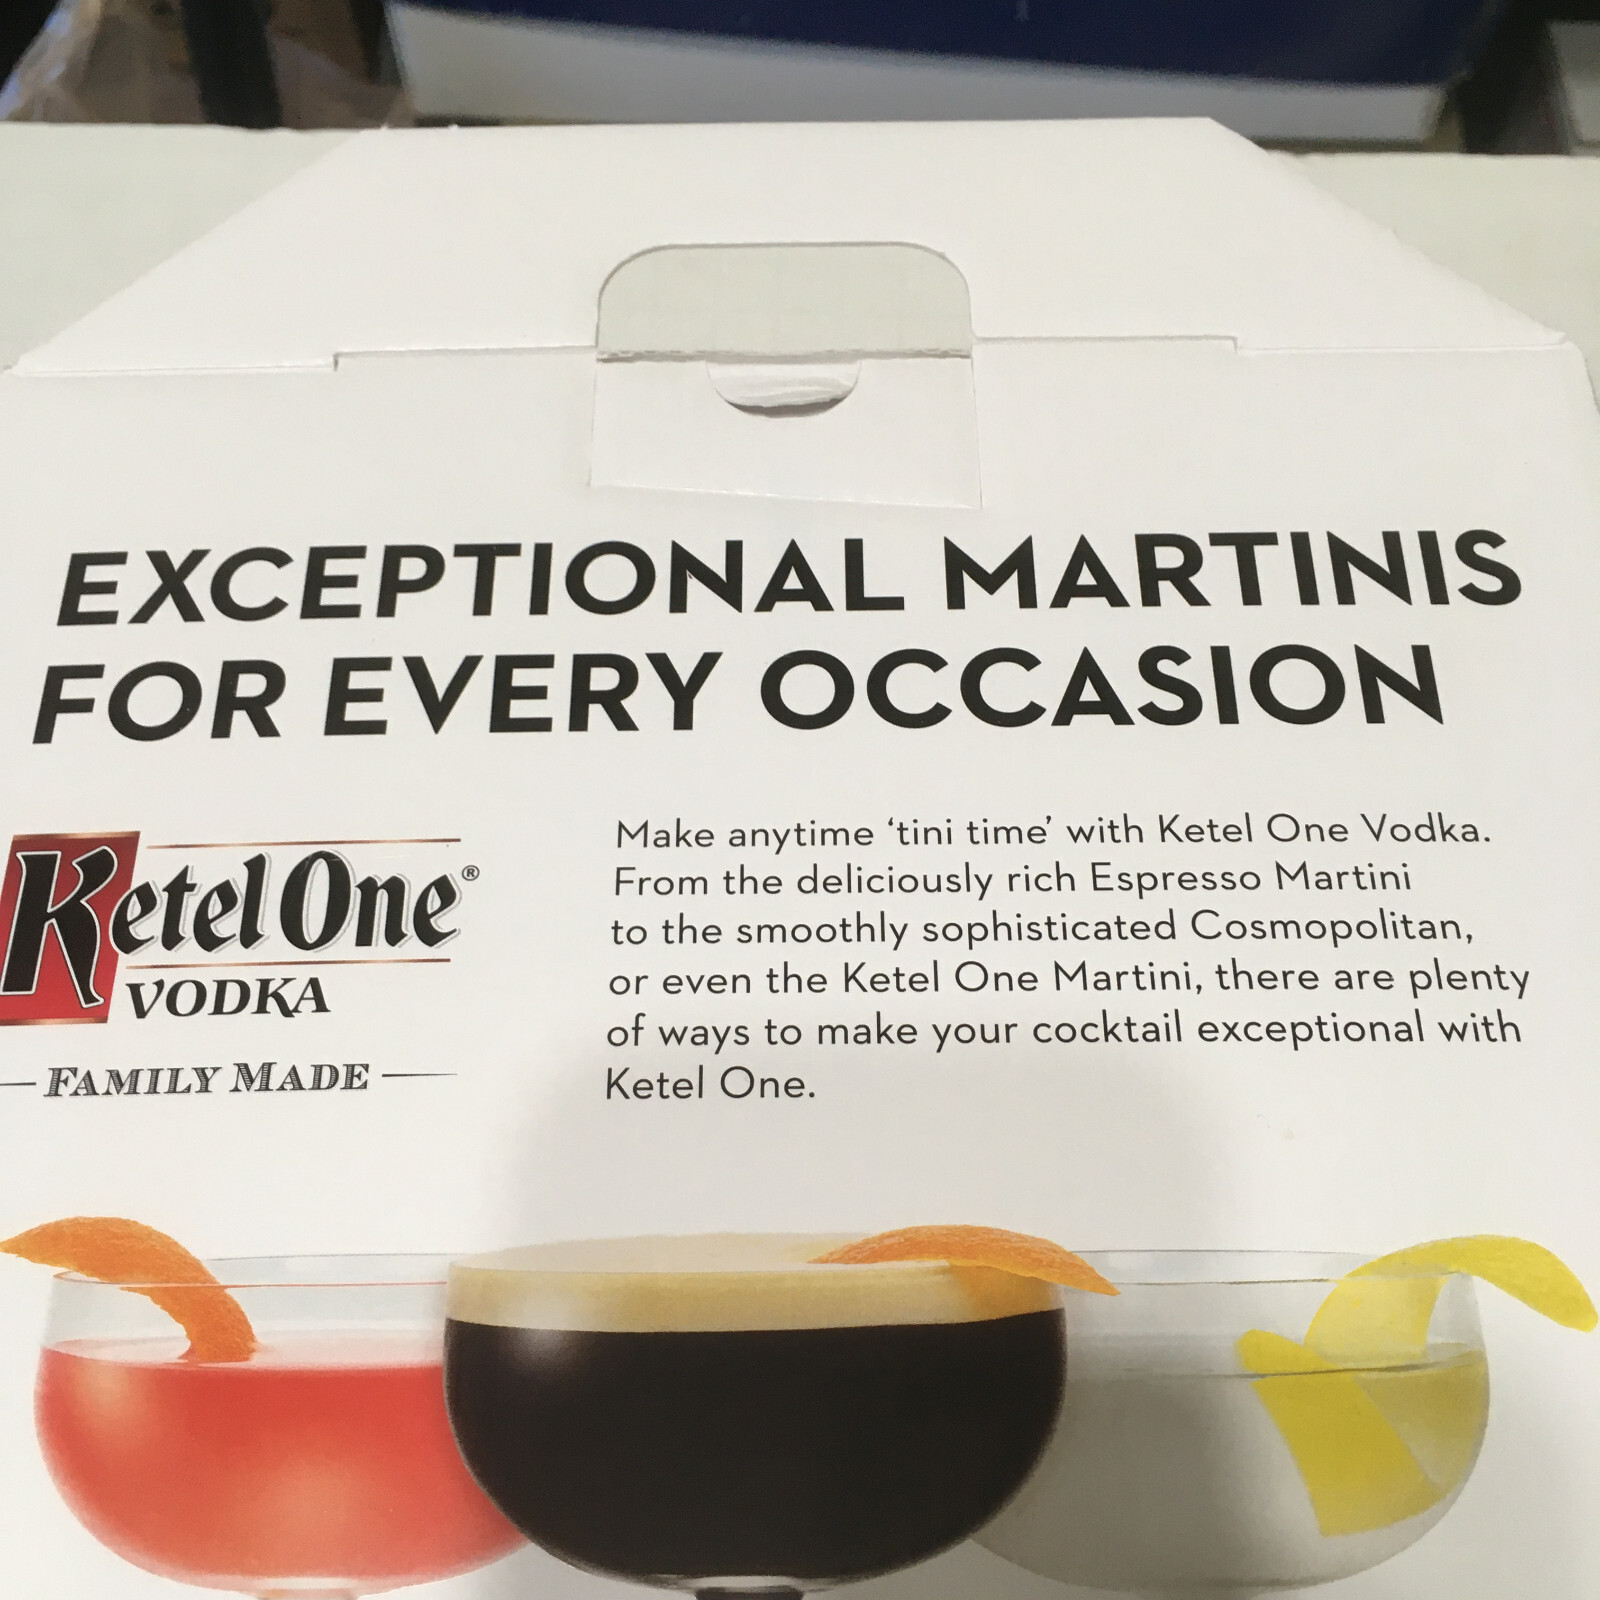 EXCEPTIONAL MARTINIS
FOR EVERY OCCASION
Ketel One®
VODKA
FAMILY MADE
Make anytime ‘tini time’ with Ketel One Vodka.
From the deliciously rich Espresso Martini
to the smoothly sophisticated Cosmopolitan,
or even the Ketel One Martini, there are plenty
of ways to make your cocktail exceptional with
Ketel One.